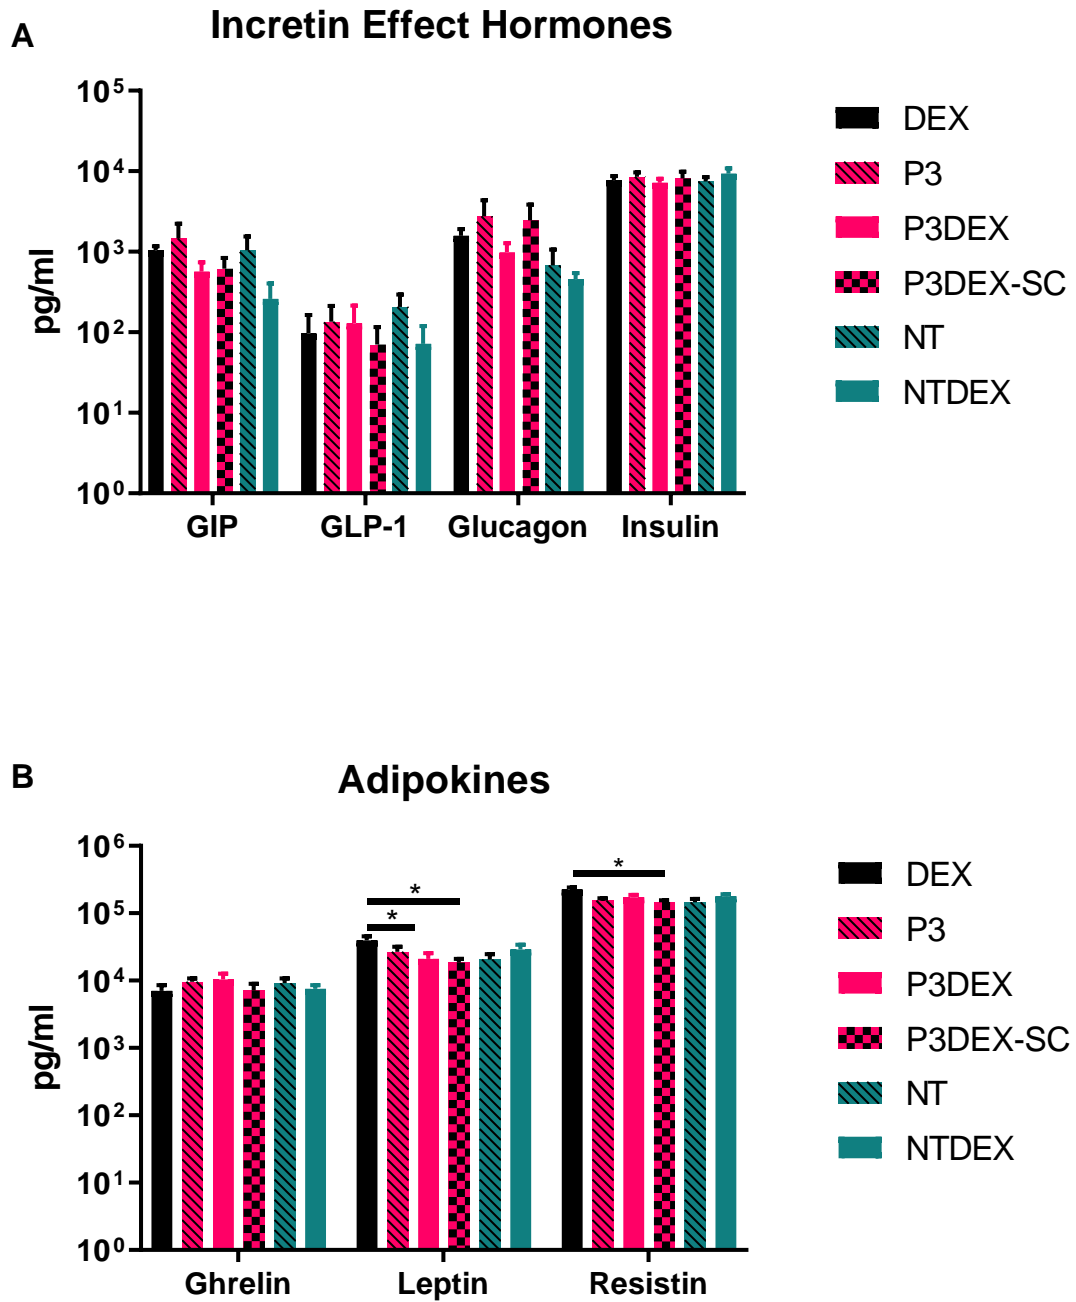 A
Incretin Effect Hormones
10⁵
10⁴
10³
10²
10¹
10⁰
pg/ml
GIP GLP-1 Glucagon Insulin
DEX
P3
P3DEX
P3DEX-SC
NT
NTDEX
B
Adipokines
10⁶
10⁵
10⁴
10³
10²
10¹
10⁰
pg/ml
*
*
*
Ghrelin Leptin Resistin
DEX
P3
P3DEX
P3DEX-SC
NT
NTDEX